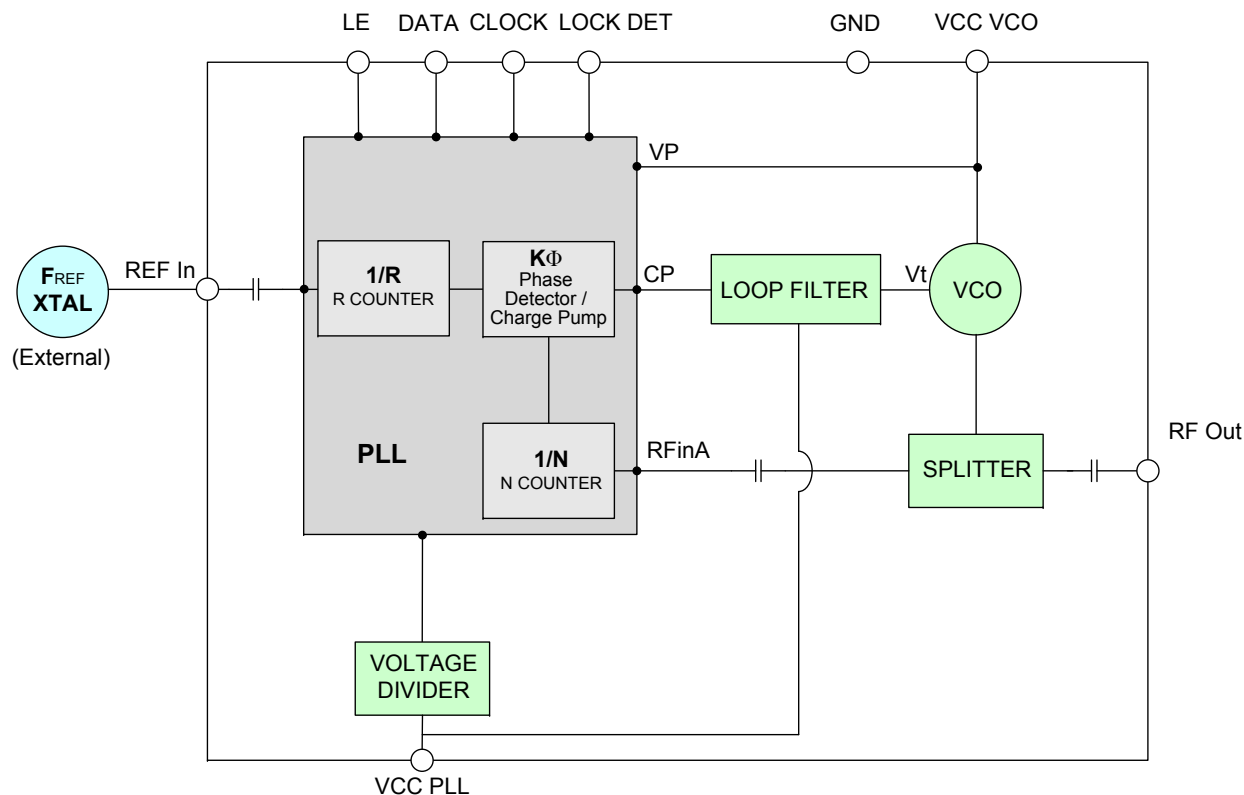 LE
DATA
CLOCK
LOCK DET
GND
VCC VCO
VP
FREF
XTAL
(External)
REF In
1/R
R COUNTER
KΦ
Phase
Detector /
Charge Pump
CP
LOOP FILTER
Vt
VCO
PLL
1/N
N COUNTER
RFinA
SPLITTER
RF Out
VOLTAGE
DIVIDER
VCC PLL